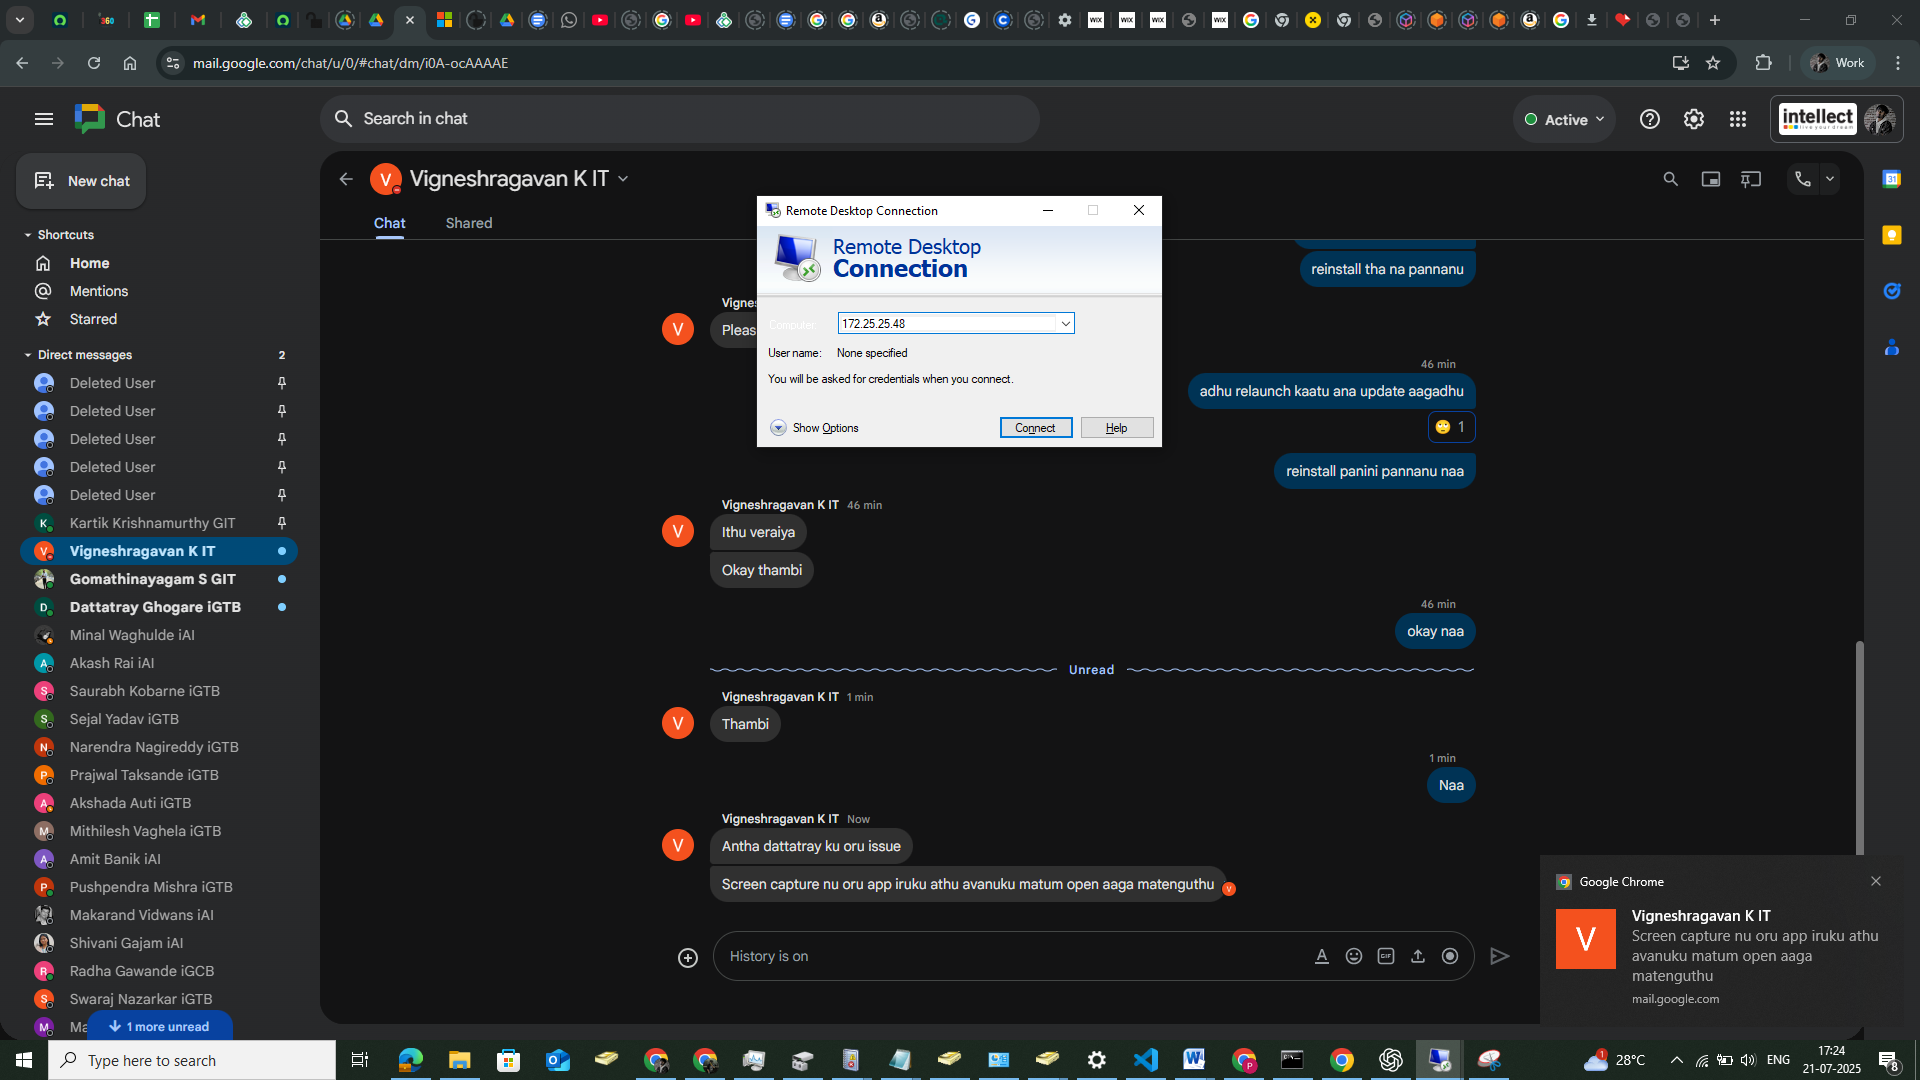 mail.google.com/chat/u/0/#chat/dm/i0A-ocAAAAE
Work
Chat
Search in chat
Active
intellect
New chat
Vigneshragavan K IT
Chat
Shared
Shortcuts
Home
Mentions
Starred
Direct messages
2
Deleted User
Deleted User
Deleted User
Deleted User
Deleted User
Kartik Krishnamurthy GIT
Vigneshragavan K IT
Gomathinayagam S GIT
Dattatray Ghogare iGTB
Minal Waghulde iAI
Akash Rai iAI
Saurabh Kobarne iGTB
Sejal Yadav iGTB
Narendra Nagireddy iGTB
Prajwal Taksande iGTB
Akshada Auti iGTB
Mithilesh Vaghela iGTB
Amit Banik iAI
Pushpendra Mishra iGTB
Makarand Vidwans iAI
Shivani Gajam iAI
Radha Gawande iGCB
Swaraj Nazarkar iGTB
Ma
1 more unread
Remote Desktop Connection
Remote Desktop
Connection
Computer:
172.25.25.48
User name:
None specified
You will be asked for credentials when you connect.
Show Options
Connect
Help
reinstall tha na pannanu
Vignes
Pleas
46 min
adhu relaunch kaatu ana update aagadhu
🙄 1
reinstall panini pannanu naa
Vigneshragavan K IT 46 min
Ithu veraiya
Okay thambi
46 min
okay naa
Unread
Vigneshragavan K IT 1 min
Thambi
1 min
Naa
Vigneshragavan K IT Now
Antha dattatray ku oru issue
Screen capture nu oru app iruku athu avanuku matum open aaga matenguthu
History is on
Google Chrome
Vigneshragavan K IT
Screen capture nu oru app iruku athu
avanuku matum open aaga
matenguthu
mail.google.com
Type here to search
28°C
ENG
17:24
21-07-2025
8